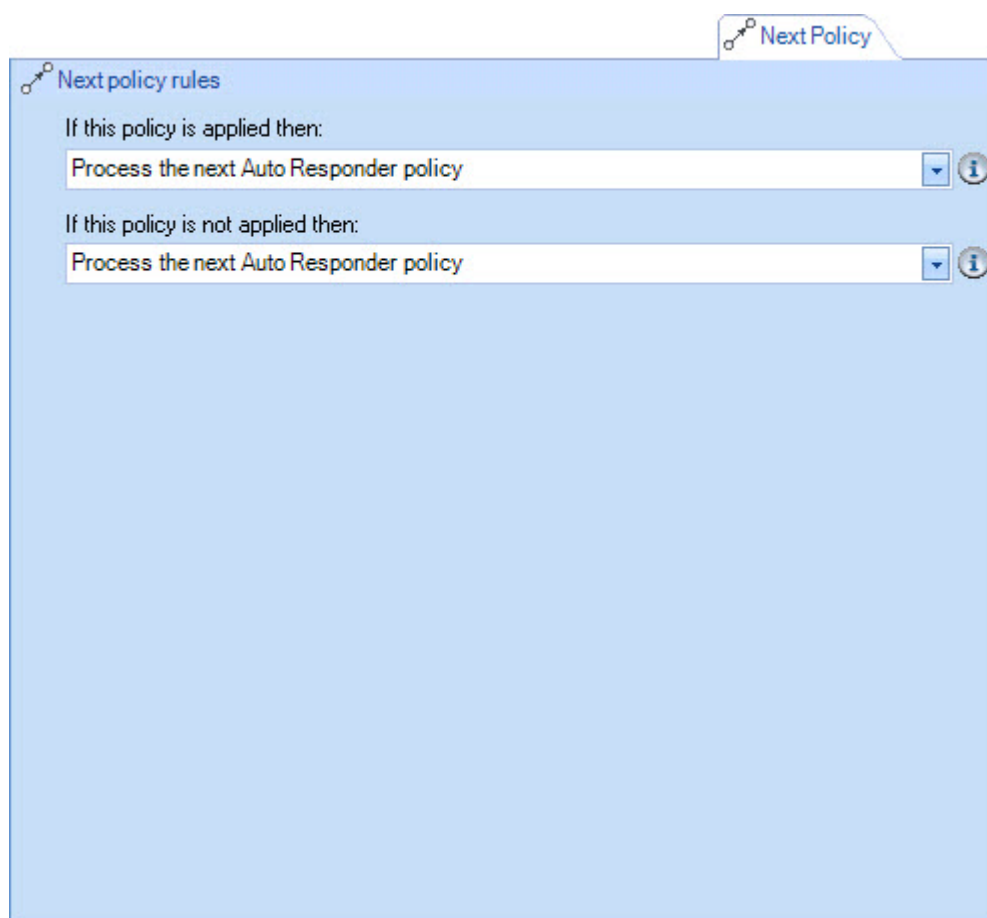 Next Policy
Next policy rules
If this policy is applied then:
Process the next Auto Responder policy
If this policy is not applied then:
Process the next Auto Responder policy